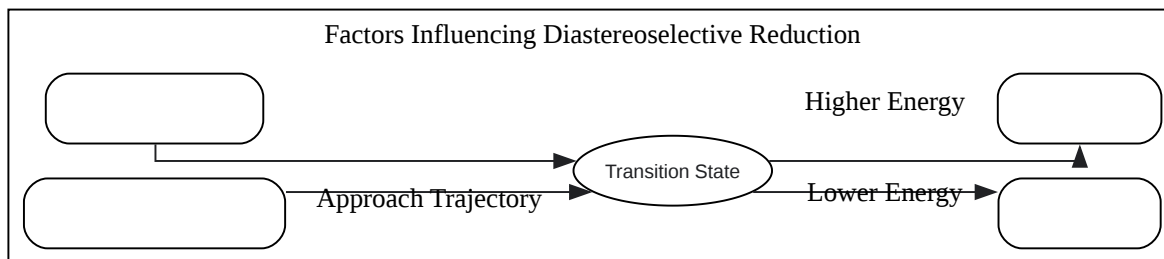 Factors Influencing Diastereoselective Reduction
Higher Energy
Transition State
Approach Trajectory
Lower Energy